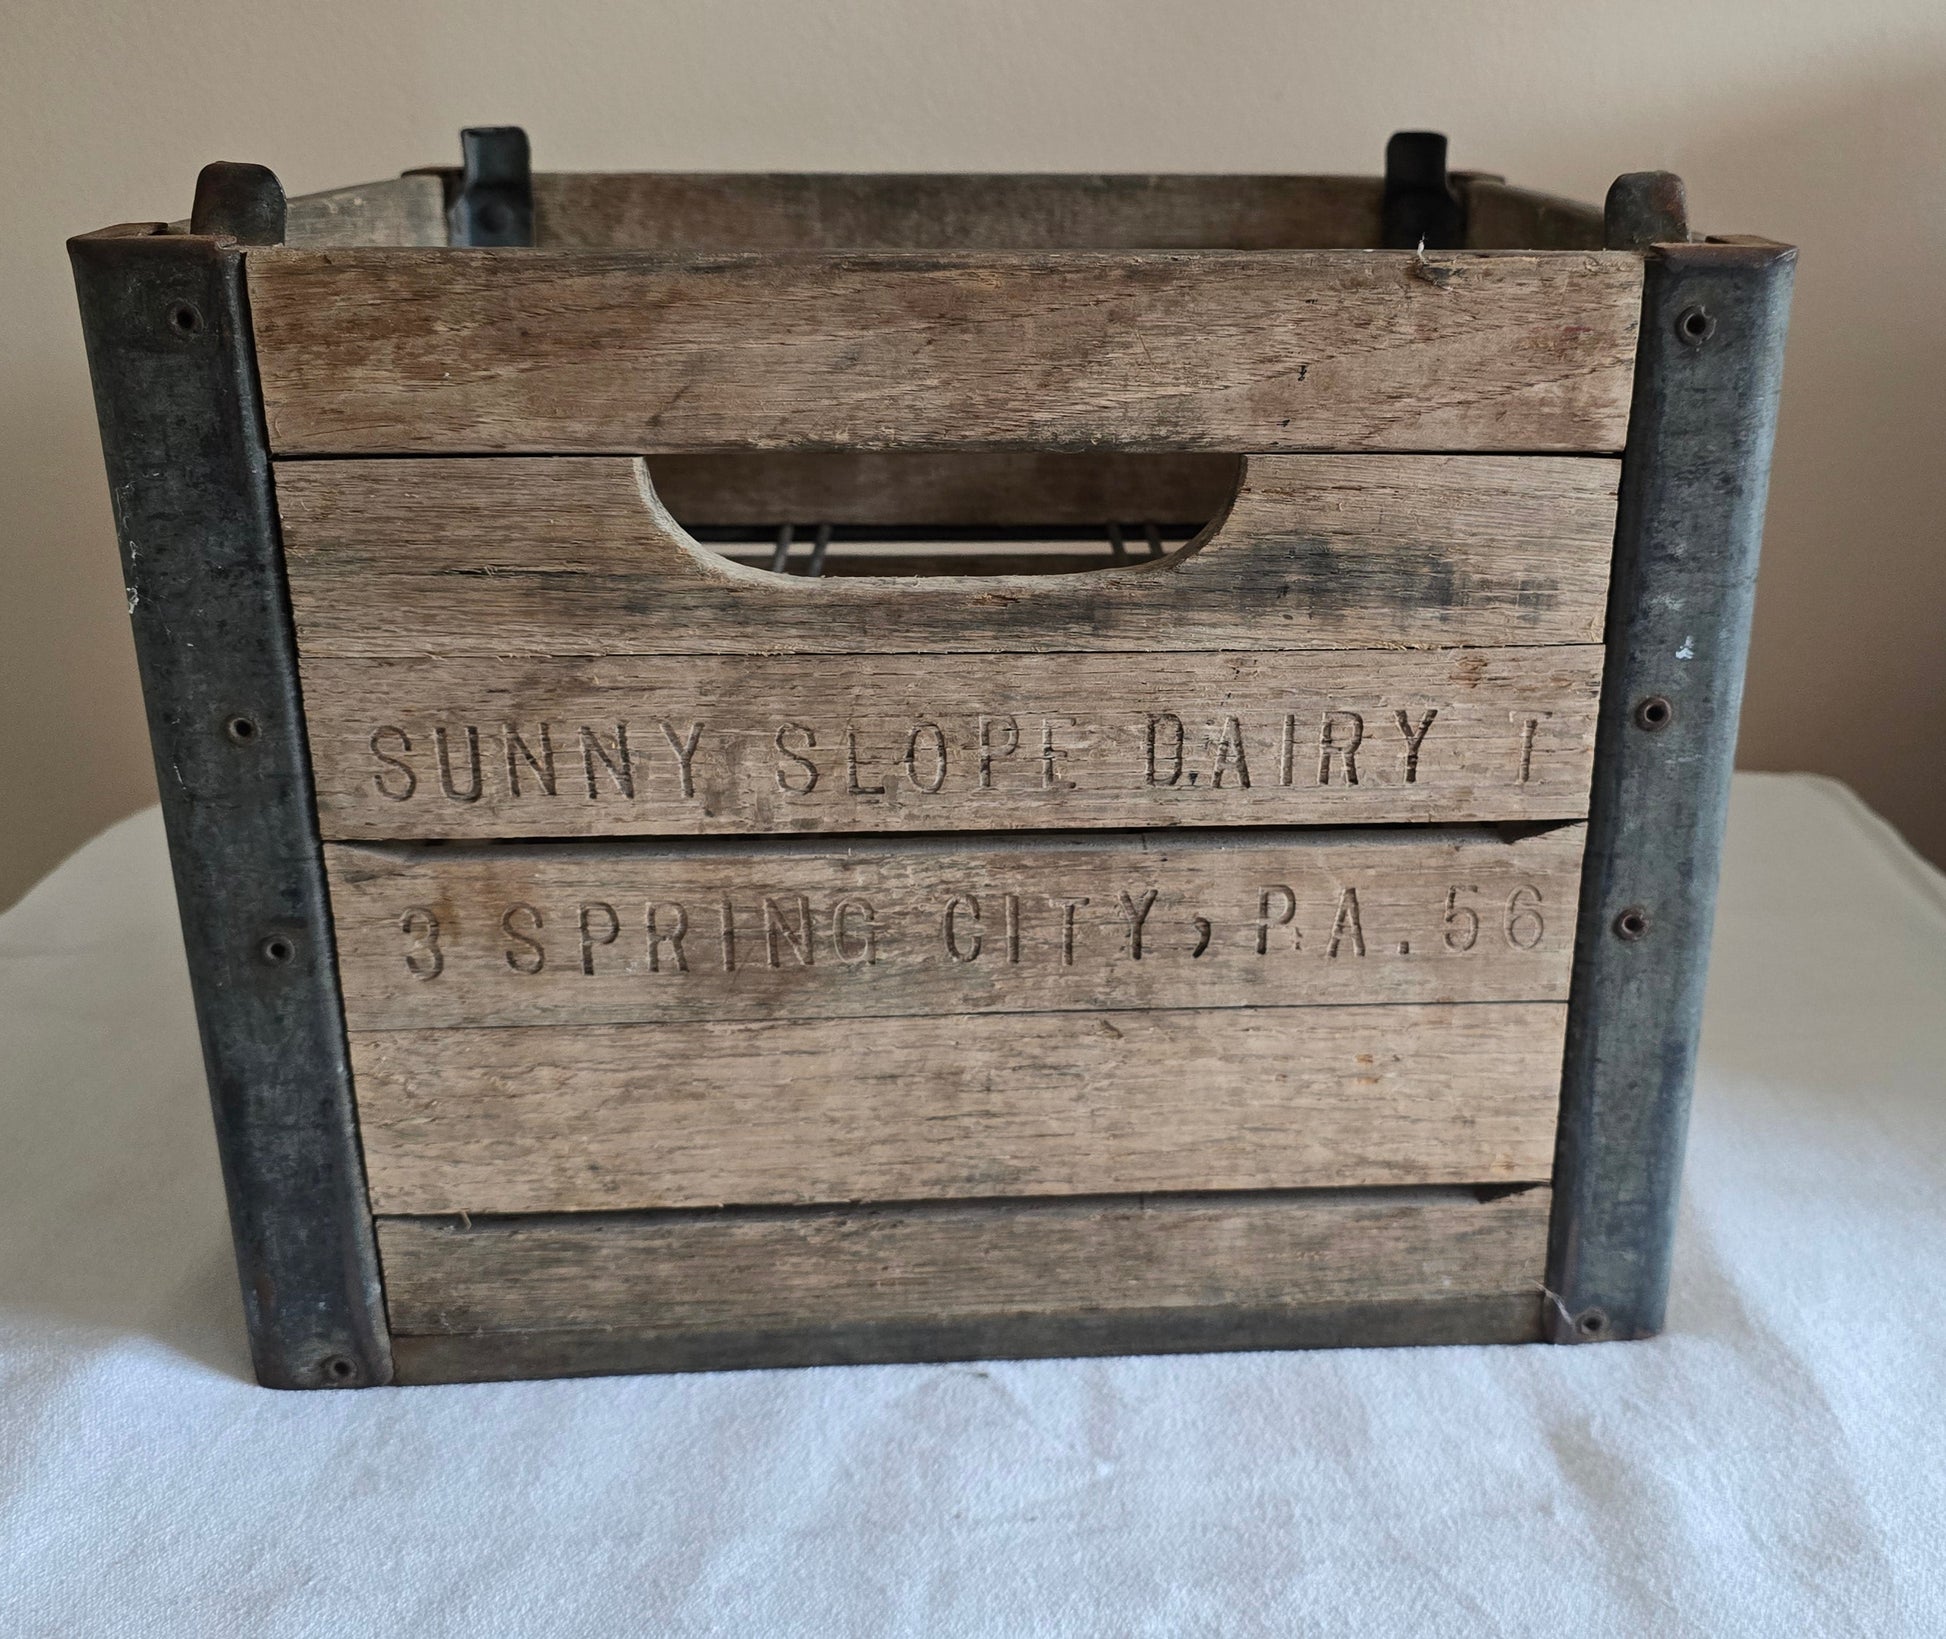 SUNNY SLOPE DAIRY T
3 SPRING CITY, PA. 56